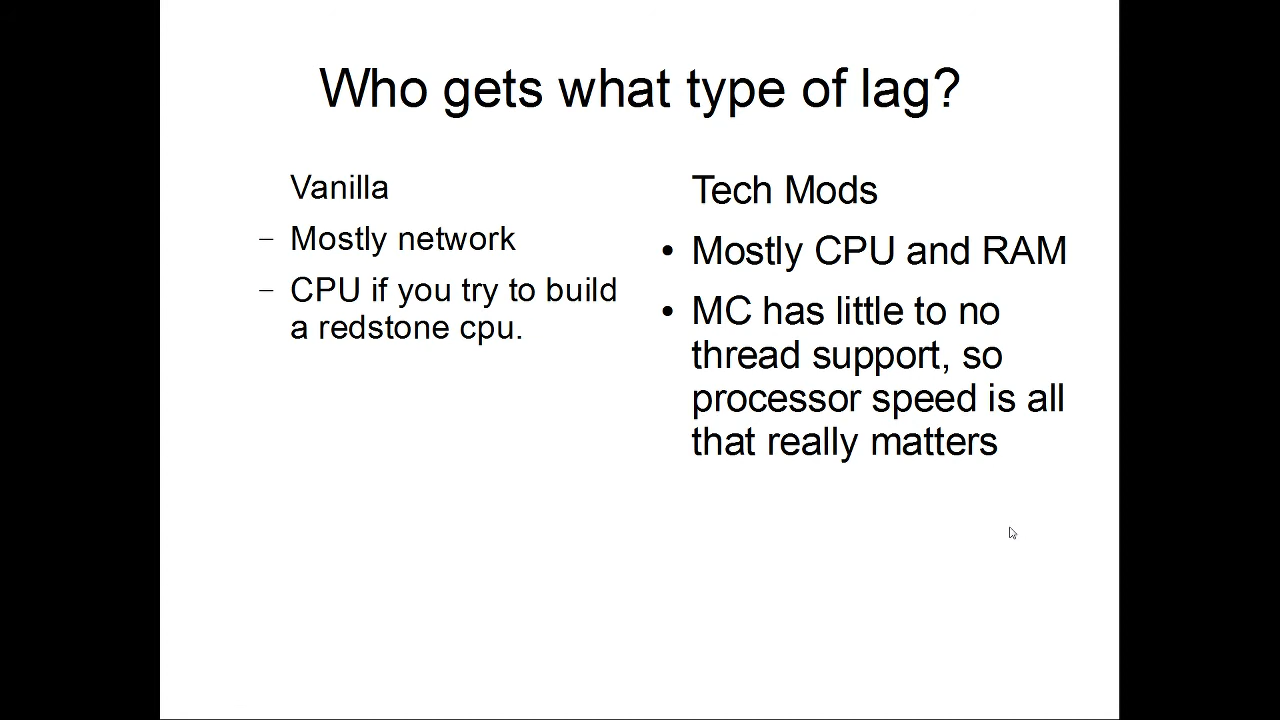 Who gets what type of lag?
Vanilla
– Mostly network
– CPU if you try to build
a redstone cpu.
Tech Mods
• Mostly CPU and RAM
• MC has little to no
thread support, so
processor speed is all
that really matters